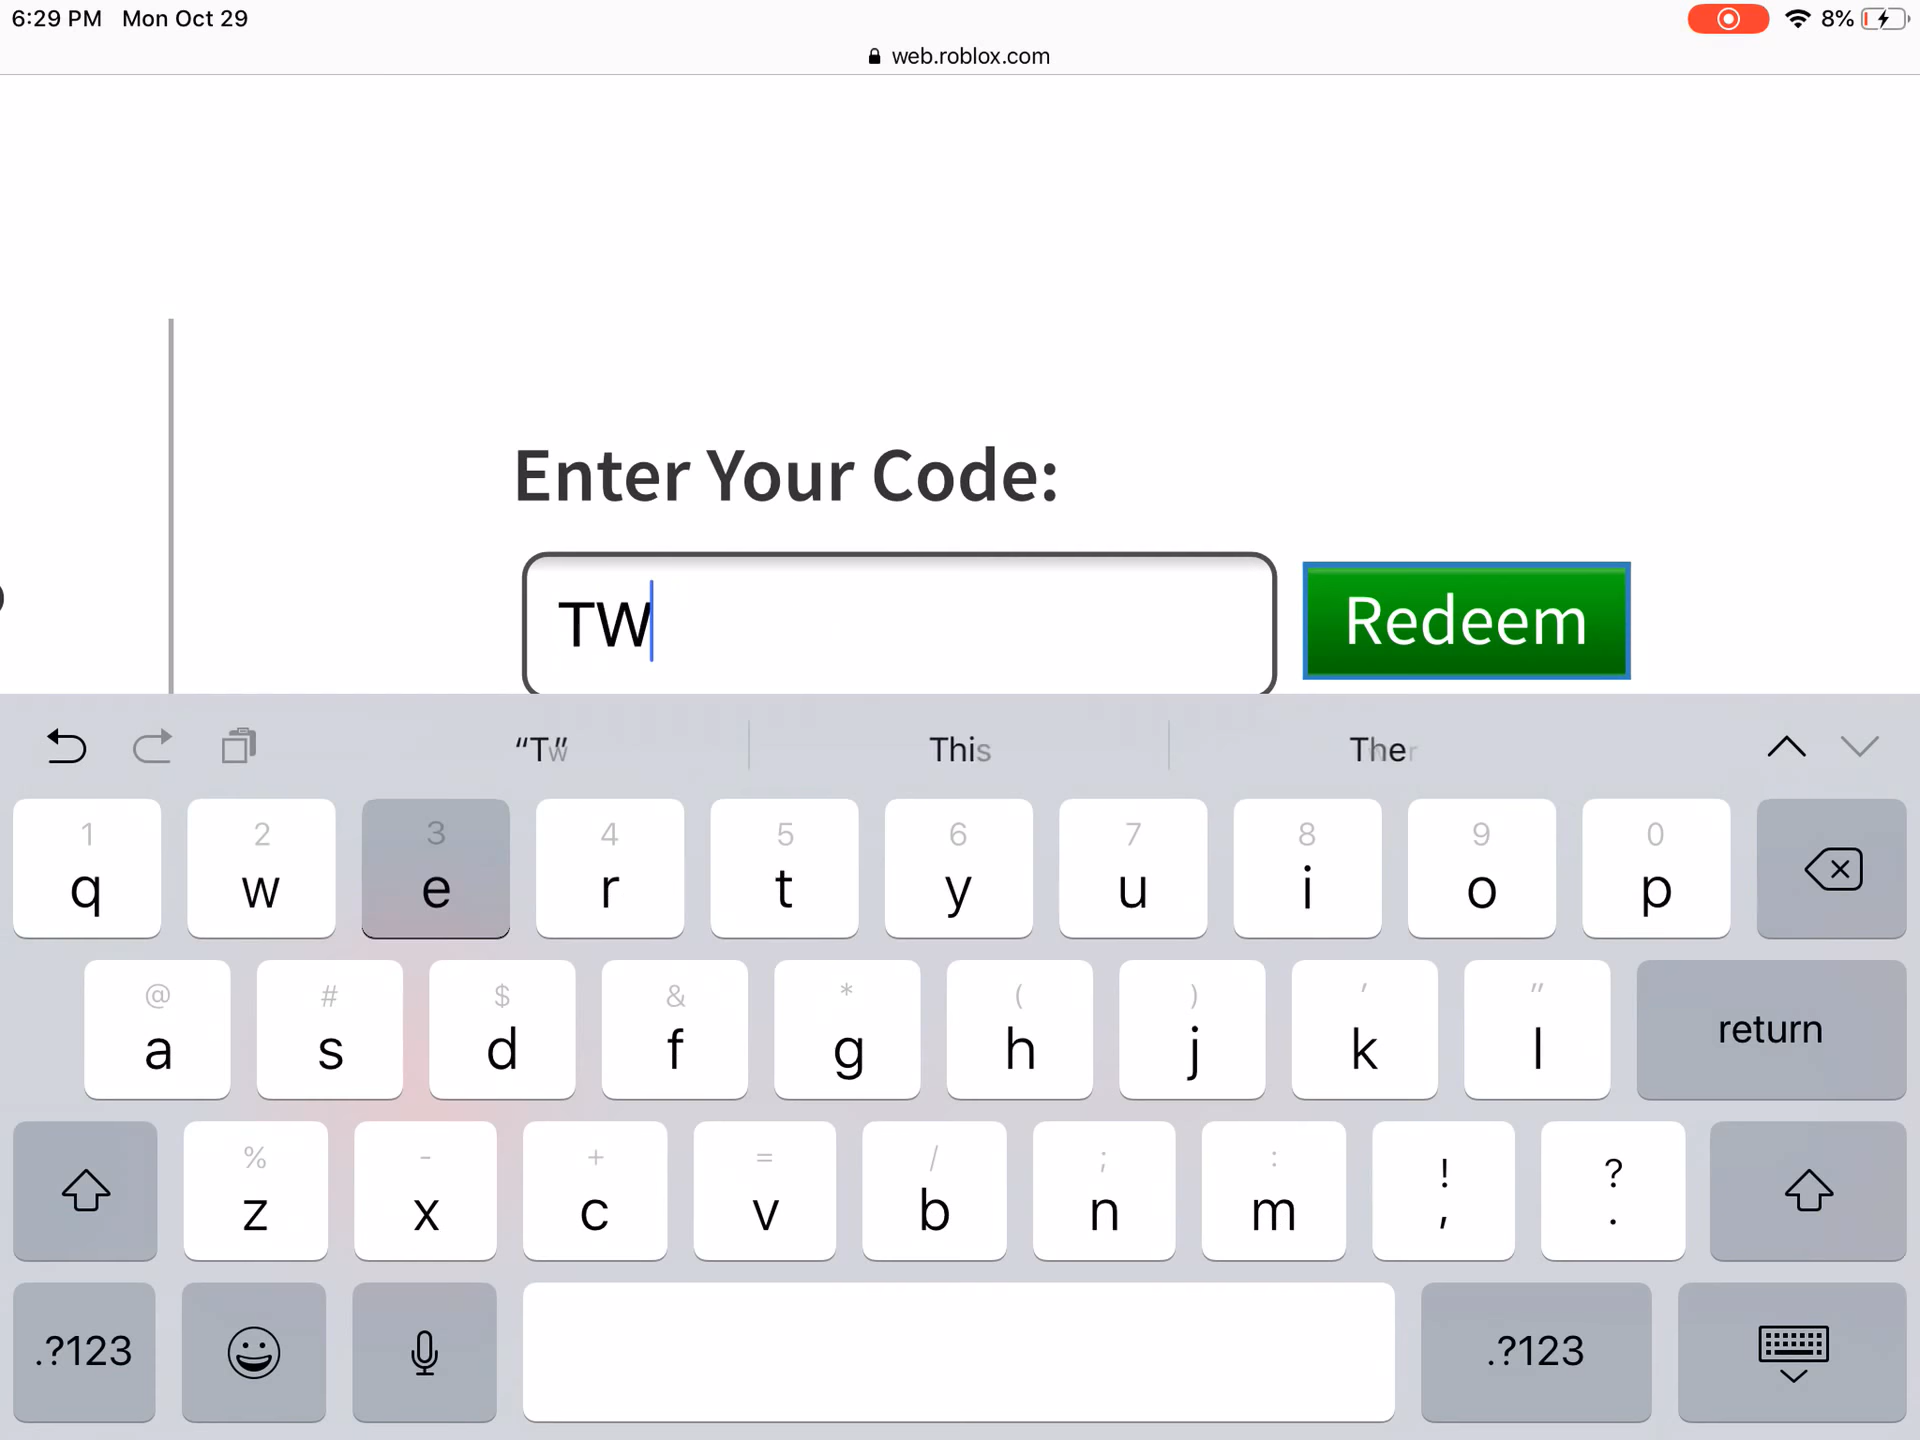 6:29 PM Mon Oct 29 8%
web.roblox.com
Enter Your Code:
TW
Redeem
“Tw” This Ther
1 2 3 4 5 6 7 8 9 0
q w e r t y u i o p
@ # $ & * ( ) ' "
a s d f g h j k l return
% - + = / ; : ! ?
z x c v b n m , .
.?123 .?123